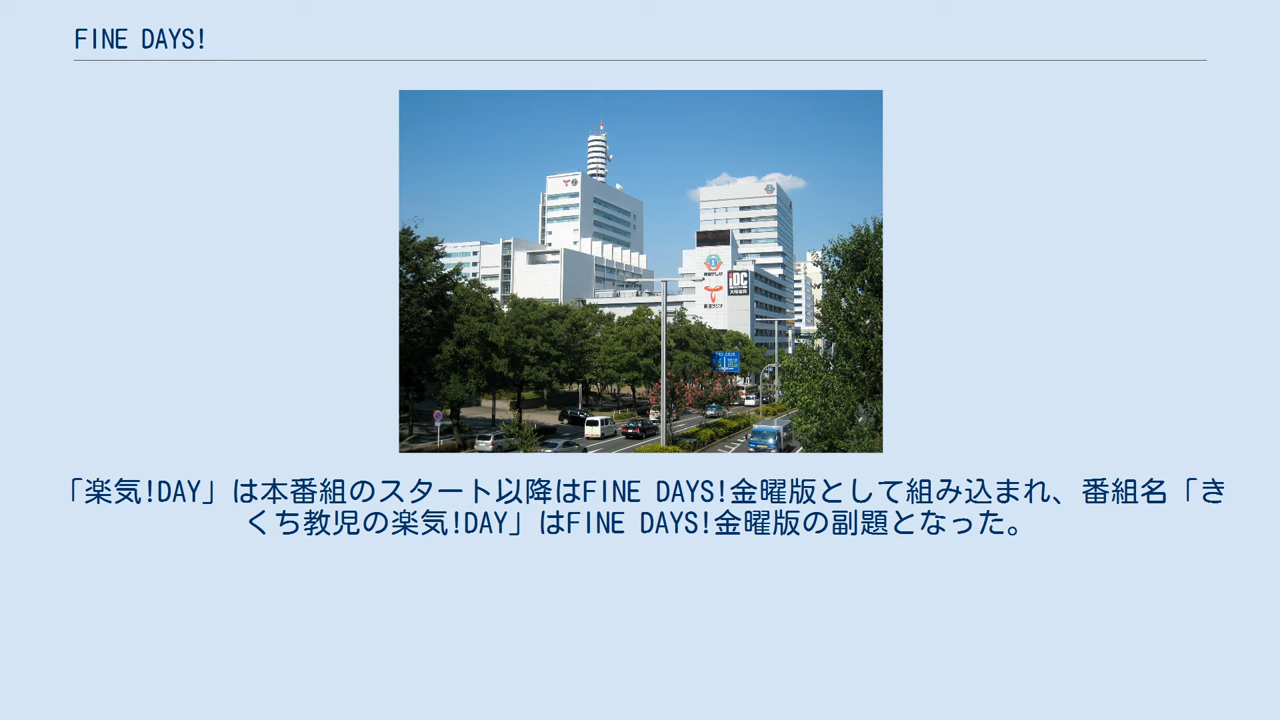 FINE DAYS!
iDC
「楽気!DAY」は本番組のスタート以降はFINE DAYS!金曜版として組み込まれ、番組名「き
くち教児の楽気!DAY」はFINE DAYS!金曜版の副題となった。